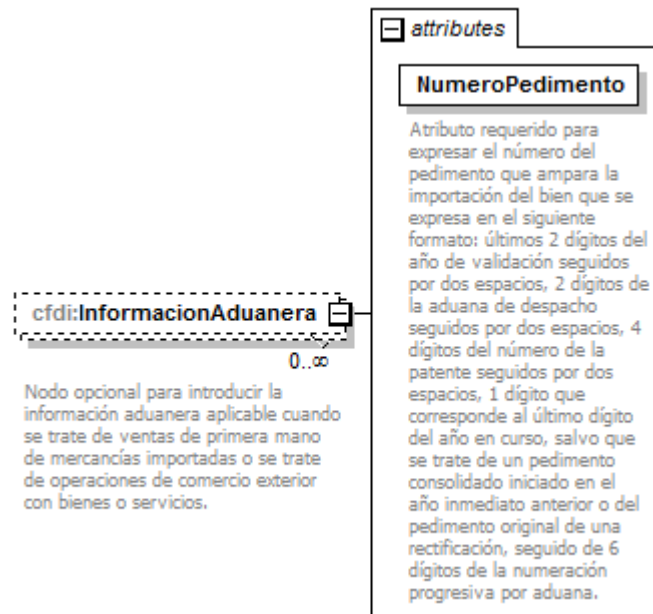 attributes
NumeroPedimento
Atributo requerido para
expresar el número del
pedimento que ampara la
importación del bien que se
expresa en el siguiente
formato: últimos 2 dígitos del
año de validación seguidos
por dos espacios, 2 dígitos de
la aduana de despacho
seguidos por dos espacios, 4
dígitos del número de la
patente seguidos por dos
espacios, 1 dígito que
corresponde al último dígito
del año en curso, salvo que
se trate de un pedimento
consolidado iniciado en el
año inmediato anterior o del
pedimento original de una
rectificación, seguido de 6
dígitos de la numeración
progresiva por aduana.
cfdi:InformacionAduanera
0..∞
Nodo opcional para introducir la
información aduanera aplicable cuando
se trate de ventas de primera mano
de mercancías importadas o se trate
de operaciones de comercio exterior
con bienes o servicios.